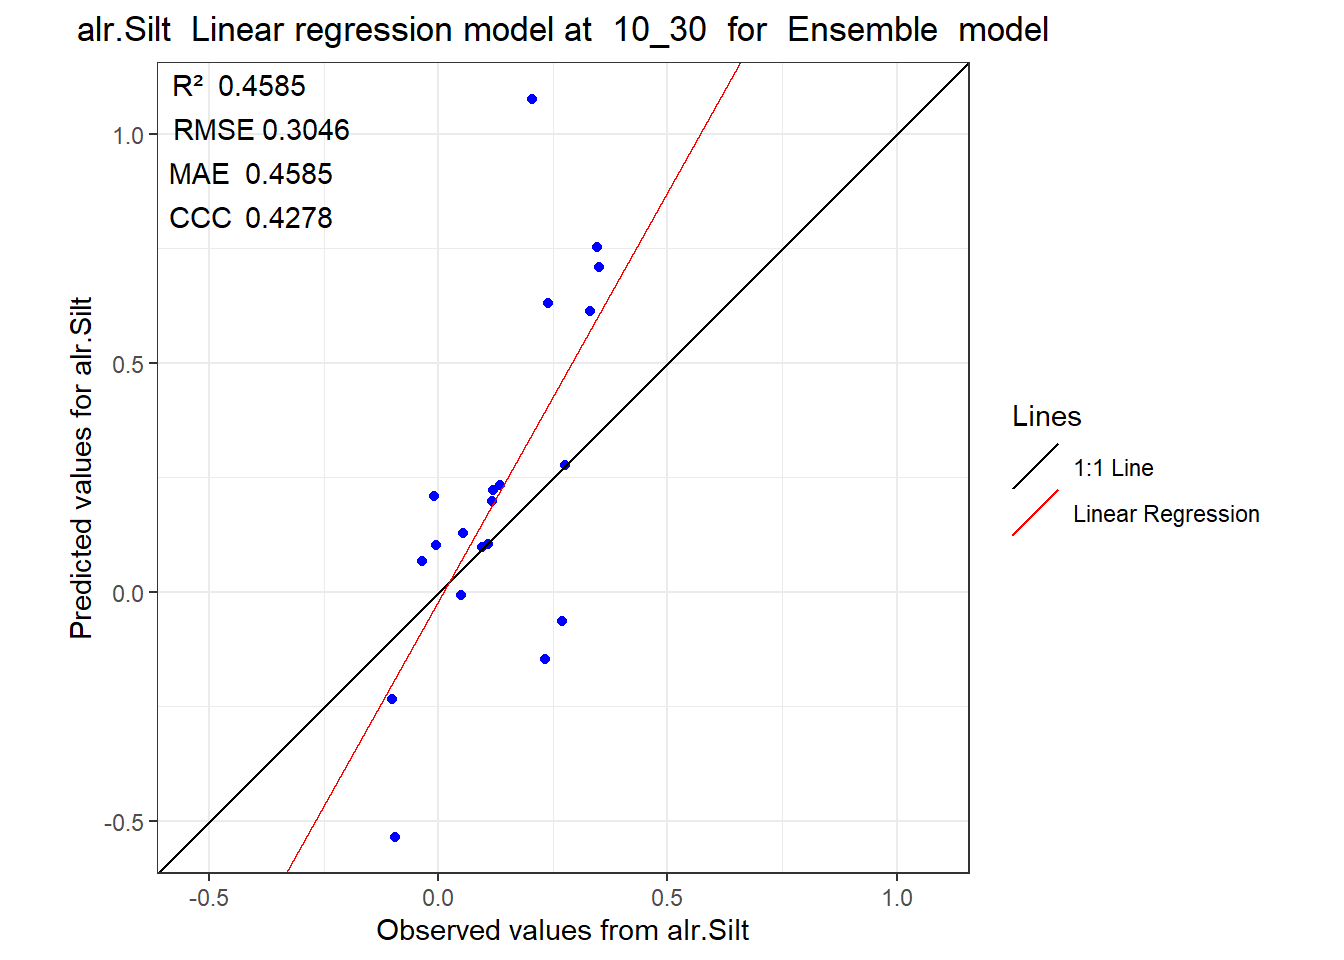 alr.Silt Linear regression model at 10_30 for Ensemble model
R² 0.4585
RMSE 0.3046
MAE 0.4585
CCC 0.4278
1.0
0.5
0.0
-0.5
Predicted values for alr.Silt
-0.5 0.0 0.5 1.0
Observed values from alr.Silt
Lines
1:1 Line
Linear Regression